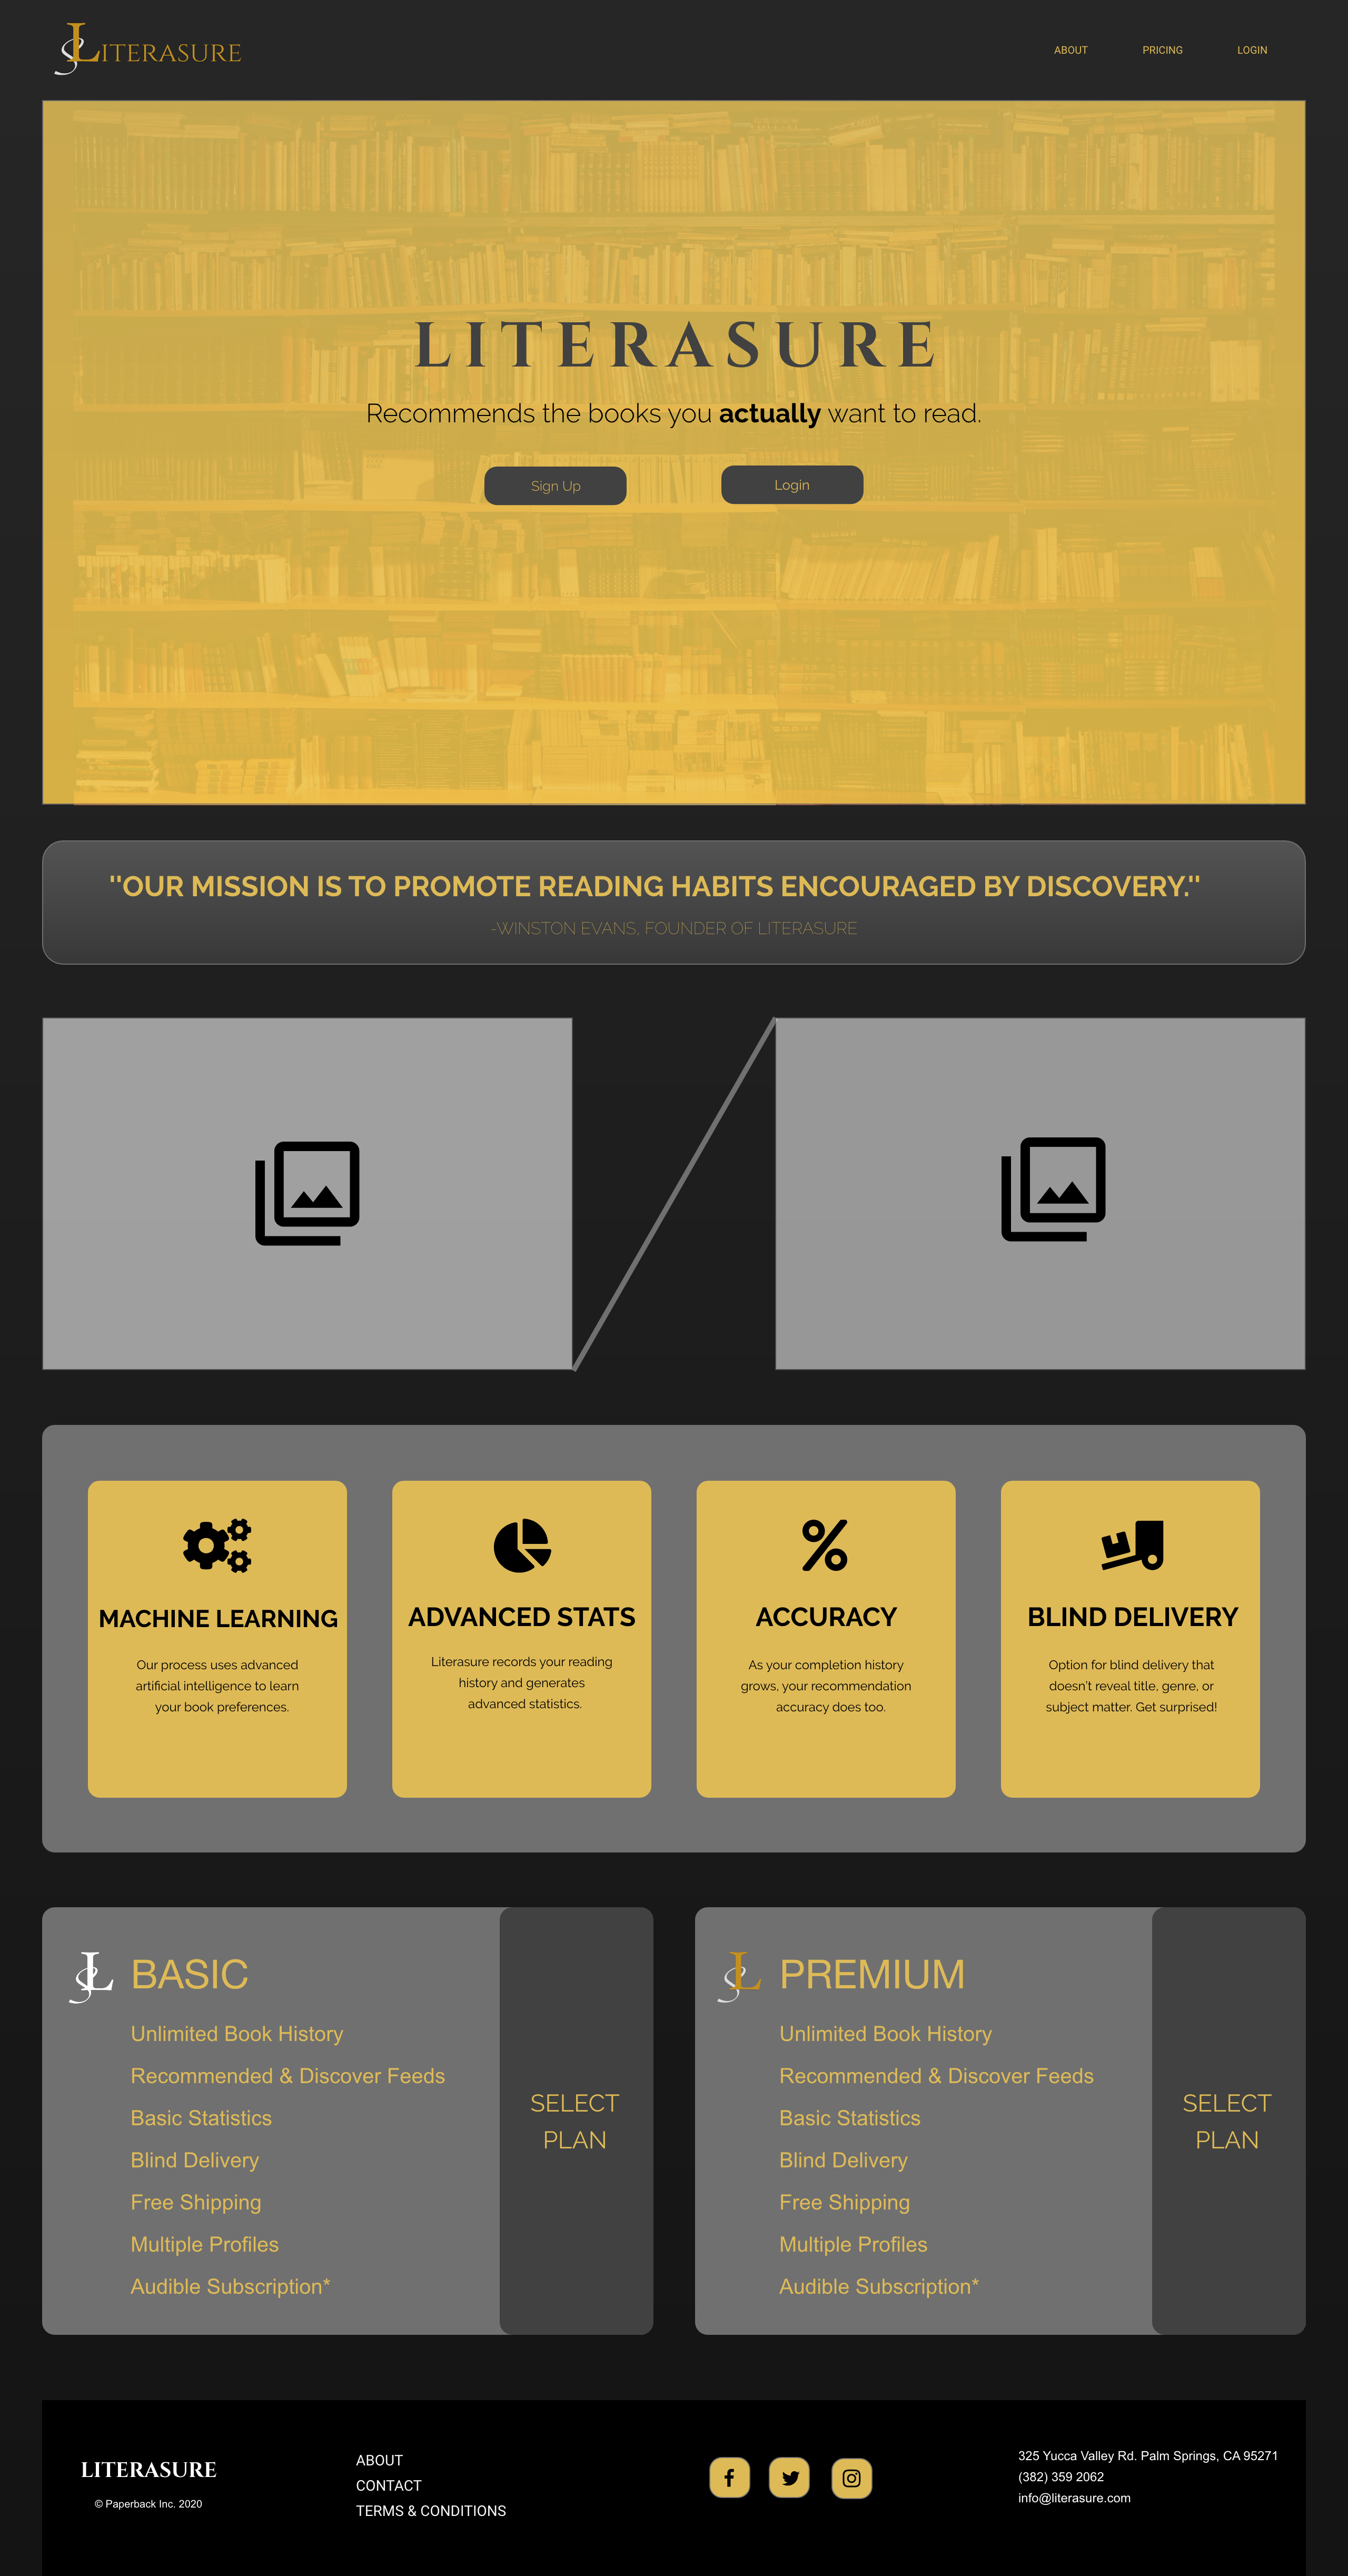 LITERASURE
ABOUT
PRICING
LOGIN
LITERASURE
Recommends the books you actually want to read.
Sign Up
Login
"OUR MISSION IS TO PROMOTE READING HABITS ENCOURAGED BY DISCOVERY."
-WINSTON EVANS, FOUNDER OF LITERASURE
MACHINE LEARNING
Our process uses advanced
artificial intelligence to learn
your book preferences.
ADVANCED STATS
Literasure records your reading
history and generates
advanced statistics.
ACCURACY
As your completion history
grows, your recommendation
accuracy does too.
BLIND DELIVERY
Option for blind delivery that
doesn't reveal title, genre, or
subject matter. Get surprised!
LS BASIC
Unlimited Book History
Recommended & Discover Feeds
Basic Statistics
Blind Delivery
Free Shipping
Multiple Profiles
Audible Subscription*
SELECT
PLAN
LS PREMIUM
Unlimited Book History
Recommended & Discover Feeds
Basic Statistics
Blind Delivery
Free Shipping
Multiple Profiles
Audible Subscription*
SELECT
PLAN
LITERASURE
© Paperback Inc. 2020
ABOUT
CONTACT
TERMS & CONDITIONS
325 Yucca Valley Rd. Palm Springs, CA 95271
(382) 359 2062
info@literasure.com